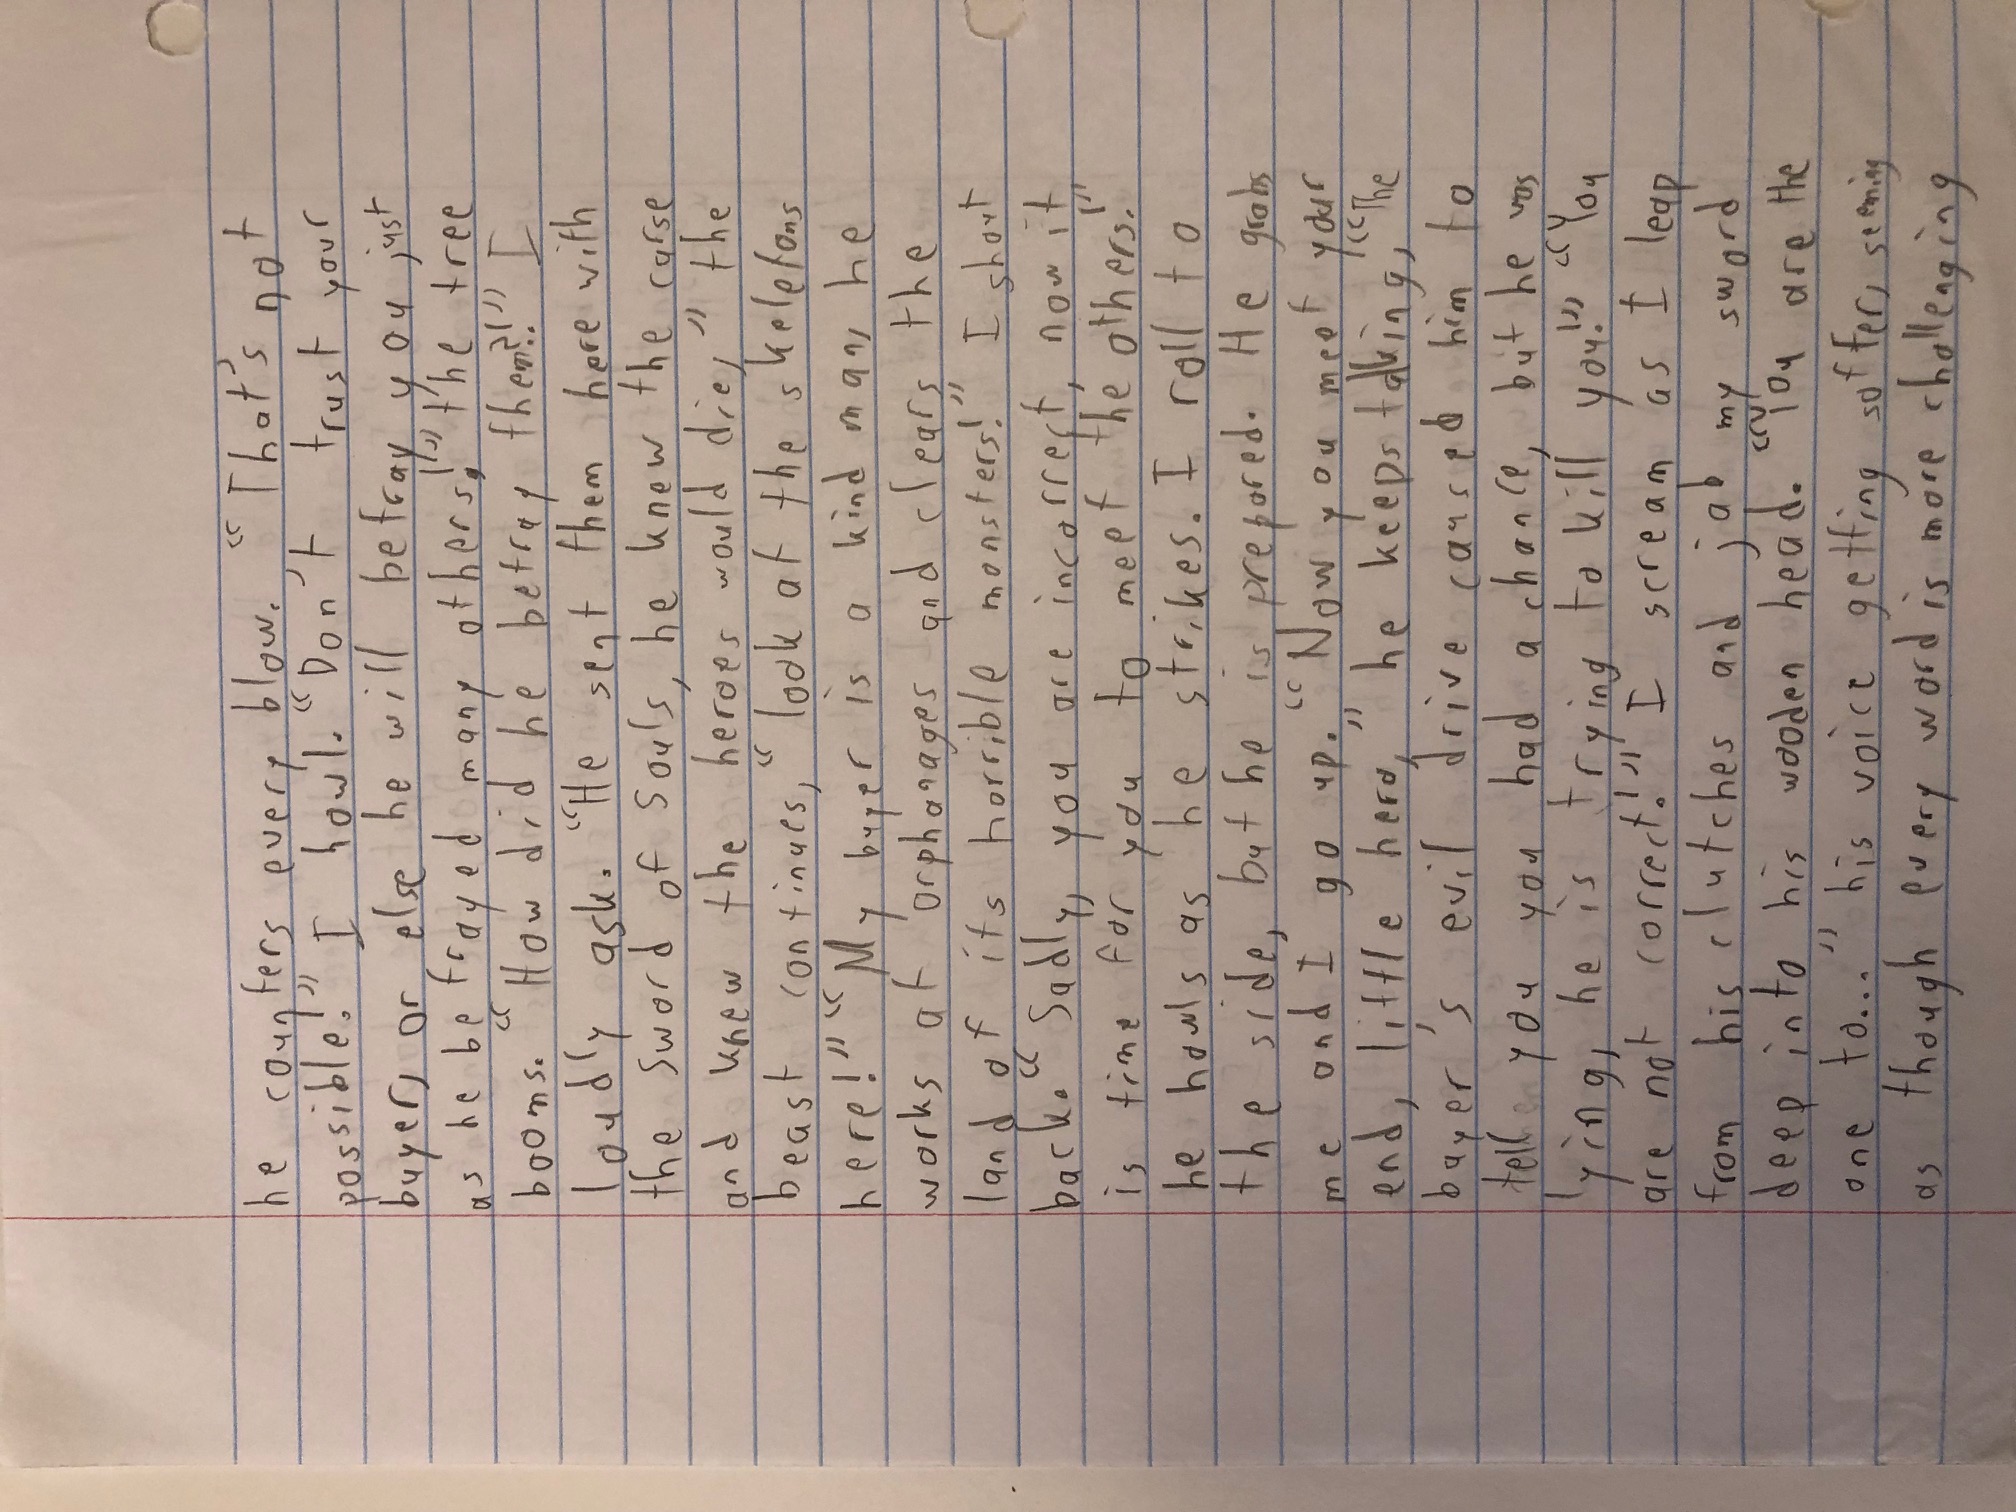 he counters every blow. "That's not
possible!" I howl. "Don't trust your
buyer, or else he will betray you just
as he betrayed many others!" the tree
booms. "How did he betray them?!" I
loudly ask. "He sent them here with
the sword of souls, he knew the curse
and knew the heroes would die," the
beast continues, "look at the skeletons
here!" "My buyer is a kind man, he
works at orphanages and clears the
land of its horrible monsters!" I shout
back. "Sadly, you are incorrect, now it
is time for you to meet the others!"
he howls as he strikes. I roll to
the side, but he is prepared. He grabs
me and I go up. "Now you meet your
end, little hero," he keeps talking, "The
buyer's evil drive caused him to
tell you you had a chance, but he was
lying, he is trying to kill you!" "You
are not correct!" I scream as I leap
from his clutches and jab my sword
deep into his wooden head. "You are the
one to..." his voice getting softer, seeming
as though every word is more challenging